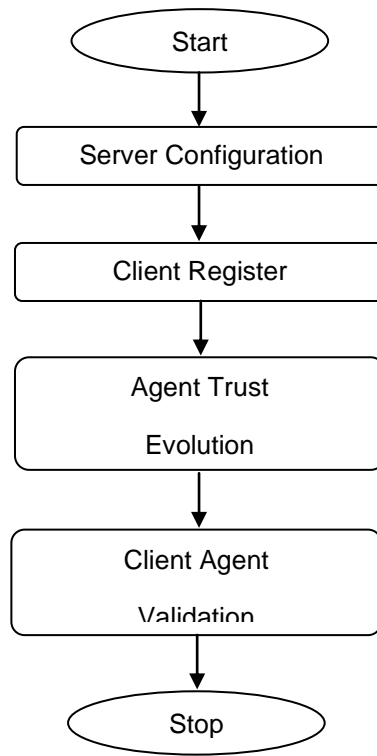 Start
Server Configuration
Client Register
Agent Trust
Evolution
Client Agent
Validation
Stop